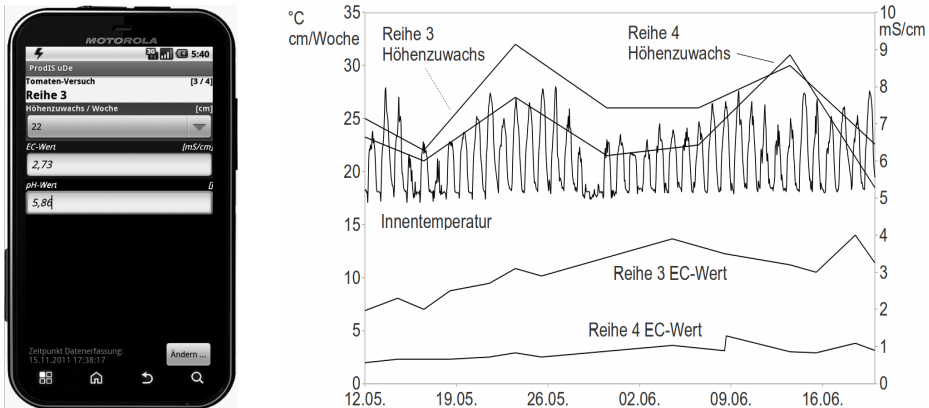 MOTOROLA
3G 5:40
ProdIS uDe
Tomaten-Versuch [3 / 4]
Reihe 3
Höhenzuwachs / Woche [cm]
22
EC-Wert [mS/cm]
2,73
pH-Wert []
5,86
Zeitpunkt Datenerfassung:
15.11.2011 17:38:17
Ändern ...
°C
cm/Woche
35
30
25
20
15
10
5
0
Reihe 3
Höhenzuwachs
Reihe 4
Höhenzuwachs
10
mS/cm
9
8
7
6
5
4
3
2
1
0
Innentemperatur
Reihe 3 EC-Wert
Reihe 4 EC-Wert
12.05. 19.05. 26.05. 02.06. 09.06. 16.06.